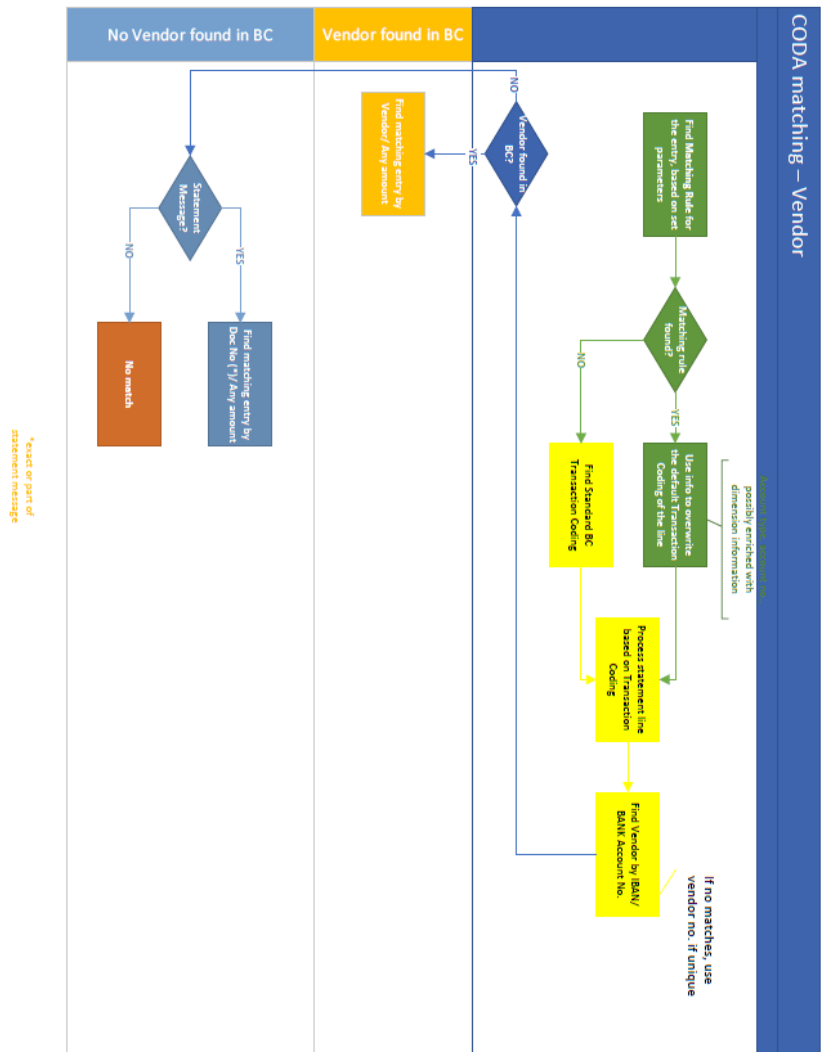 CODA matching – Vendor
Find Matching Rule for
the entry, based on set
parameters
Matching rule
found?
YES
NO
Use info to overwrite
the default Transaction
Coding of the line
Account type, account no.
possibly enriched with
dimension information
Find Standard BC
Transaction Coding
Process statement line
based on Transaction
Coding
Find Vendor by IBAN/
BANK Account No.
If no matches, use
vendor no. if unique
Vendor found in
BC?
NO
YES
Vendor found in BC
Find matching entry by
Vendor/ Any amount
No Vendor found in BC
Statement
Message?
YES
NO
Find matching entry by
Doc No (*)/ Any amount
No match
*exact or part of
statement message